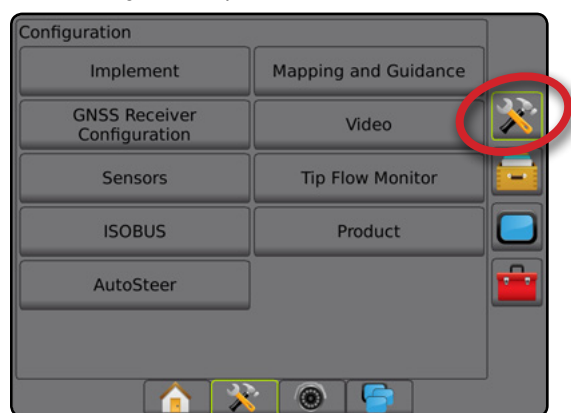 Configuration
Implement
Mapping and Guidance
GNSS Receiver
Configuration
Video
Sensors
Tip Flow Monitor
ISOBUS
Product
AutoSteer